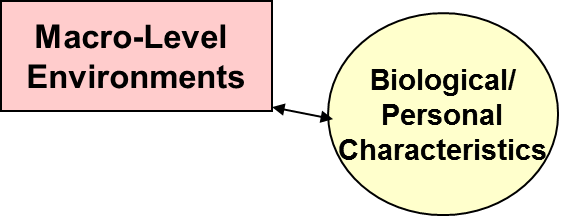 Macro-Level
Environments
Biological/
Personal
Characteristics